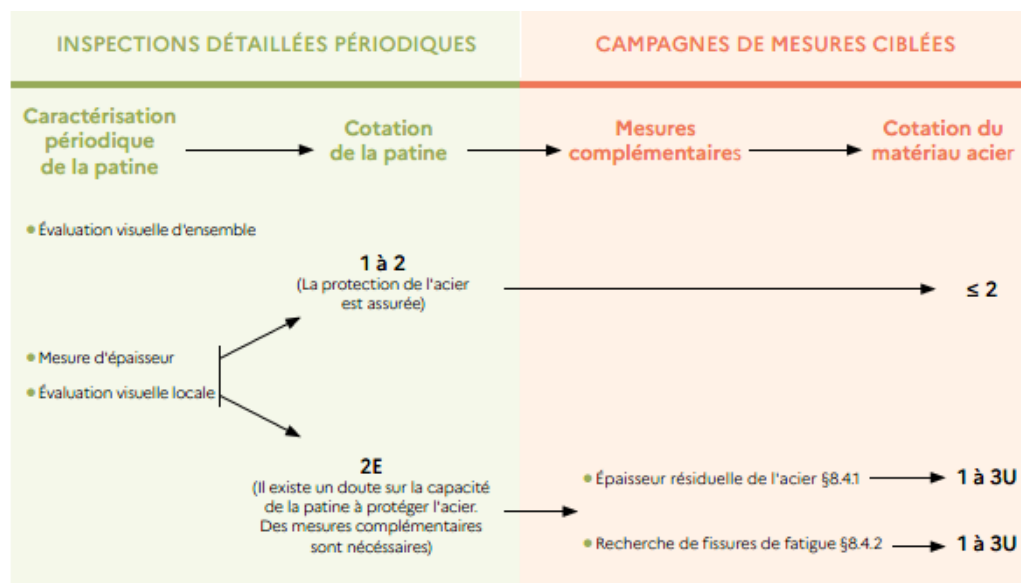 INSPECTIONS DÉTAILLÉES PÉRIODIQUES
CAMPAGNES DE MESURES CIBLÉES
Caractérisation
périodique
de la patine
Cotation
de la patine
Mesures
complémentaires
Cotation du
matériau acier
• Évaluation visuelle d'ensemble
1 à 2
(La protection de l'acier
est assurée)
≤ 2
• Mesure d'épaisseur
• Évaluation visuelle locale
2E
(Il existe un doute sur la capacité
de la patine à protéger l'acier.
Des mesures complémentaires
sont nécéssaires)
• Épaisseur résiduelle de l'acier §8.4.1
1 à 3U
• Recherche de fissures de fatigue §8.4.2
1 à 3U